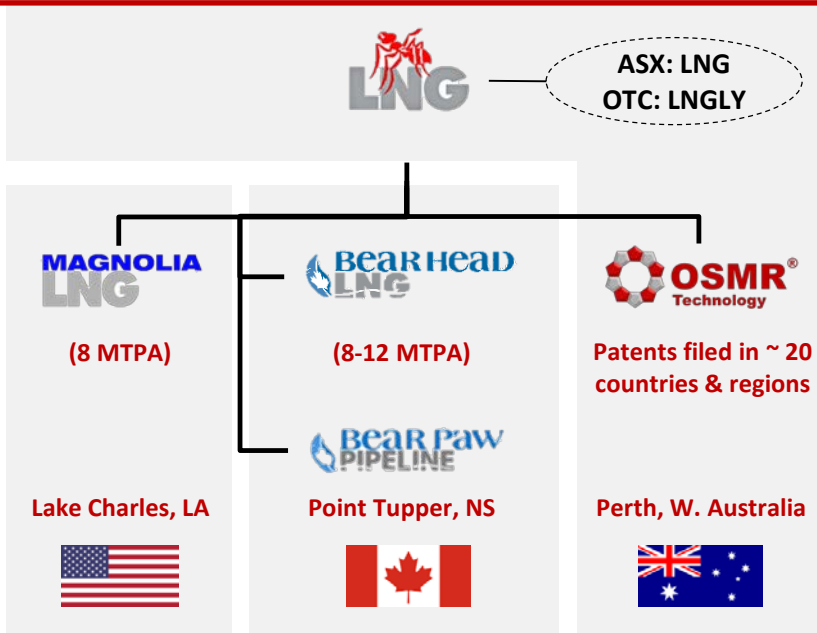 LNG
ASX: LNG
OTC: LNGLY
MAGNOLIA
LNG
(8 MTPA)
Lake Charles, LA
BEAR HEAD
LNG
(8-12 MTPA)
BEAR PAW
PIPELINE
Point Tupper, NS
OSMR®
Technology
Patents filed in ~ 20
countries & regions
Perth, W. Australia